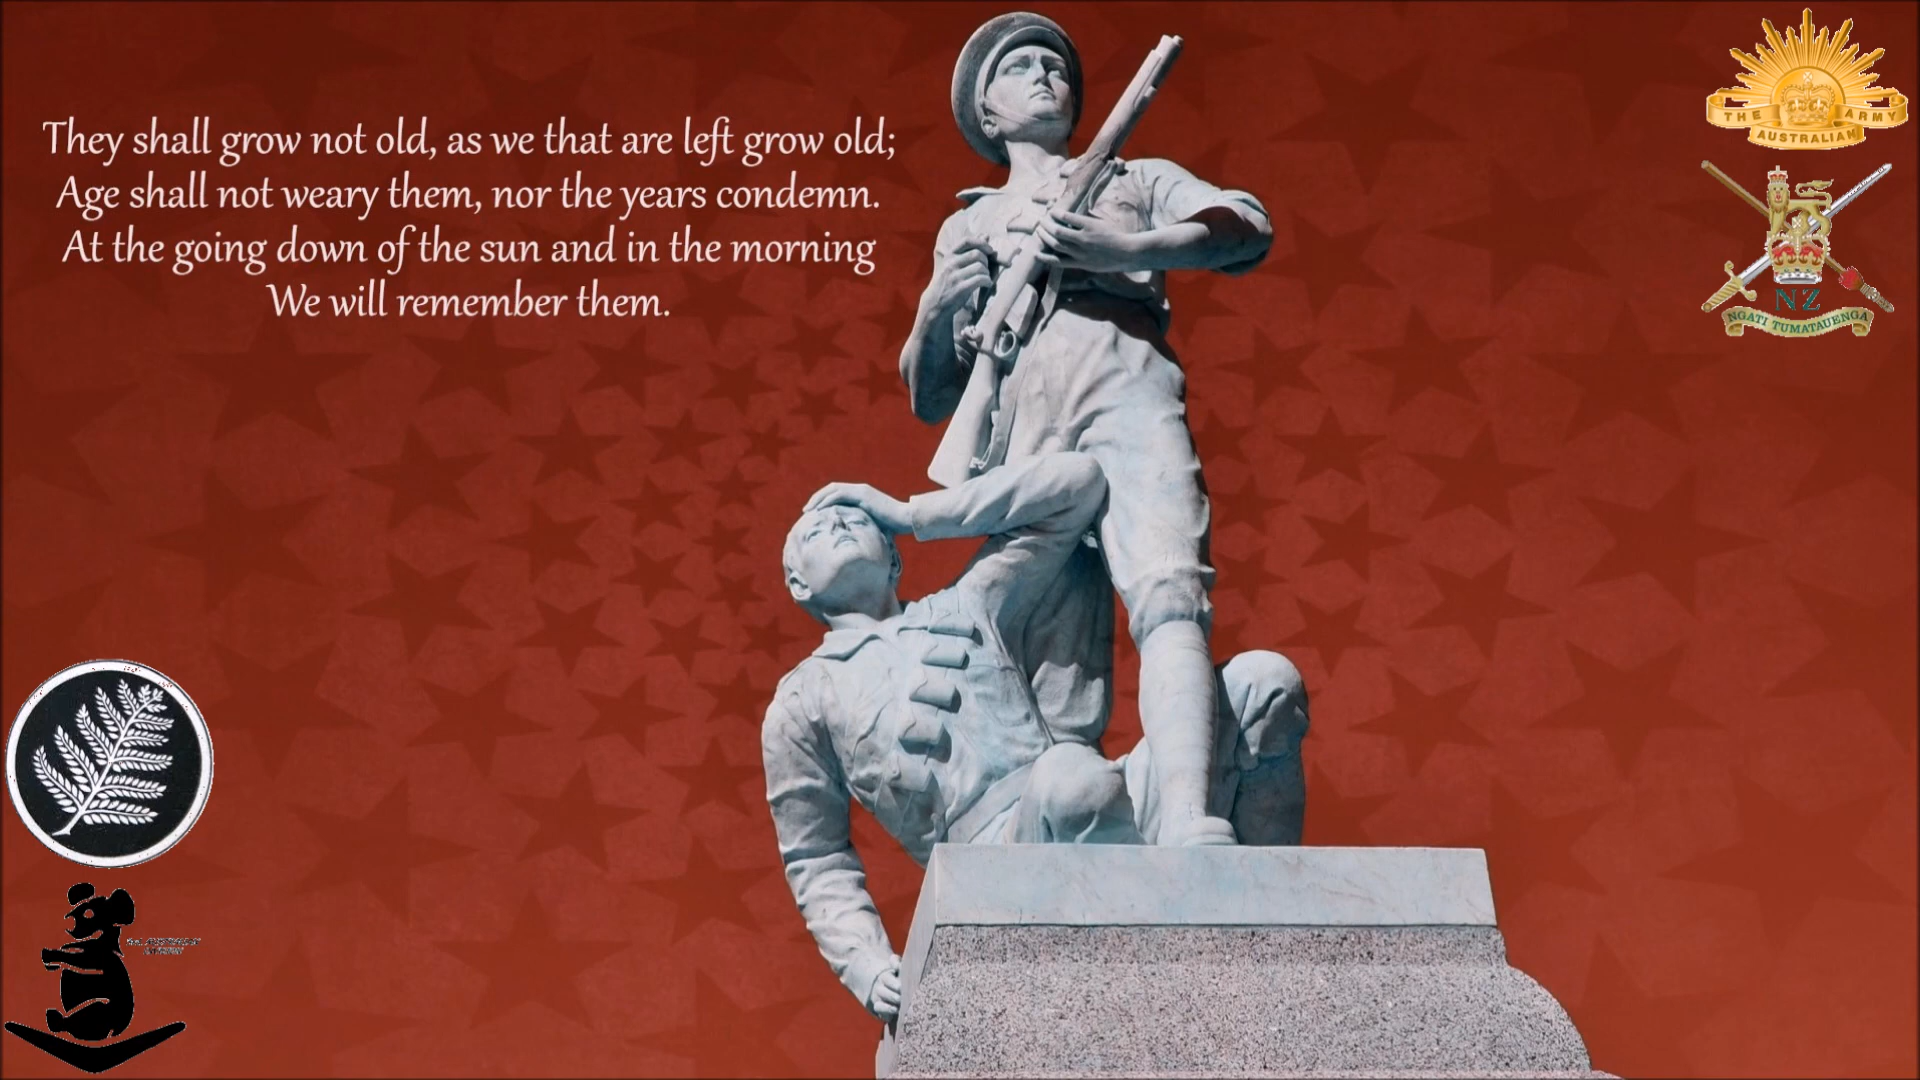 They shall grow not old, as we that are left grow old;
Age shall not weary them, nor the years condemn.
At the going down of the sun and in the morning
We will remember them.
THE ARMY
AUSTRALIAN
NZ
NGATI TUMATAUENGA